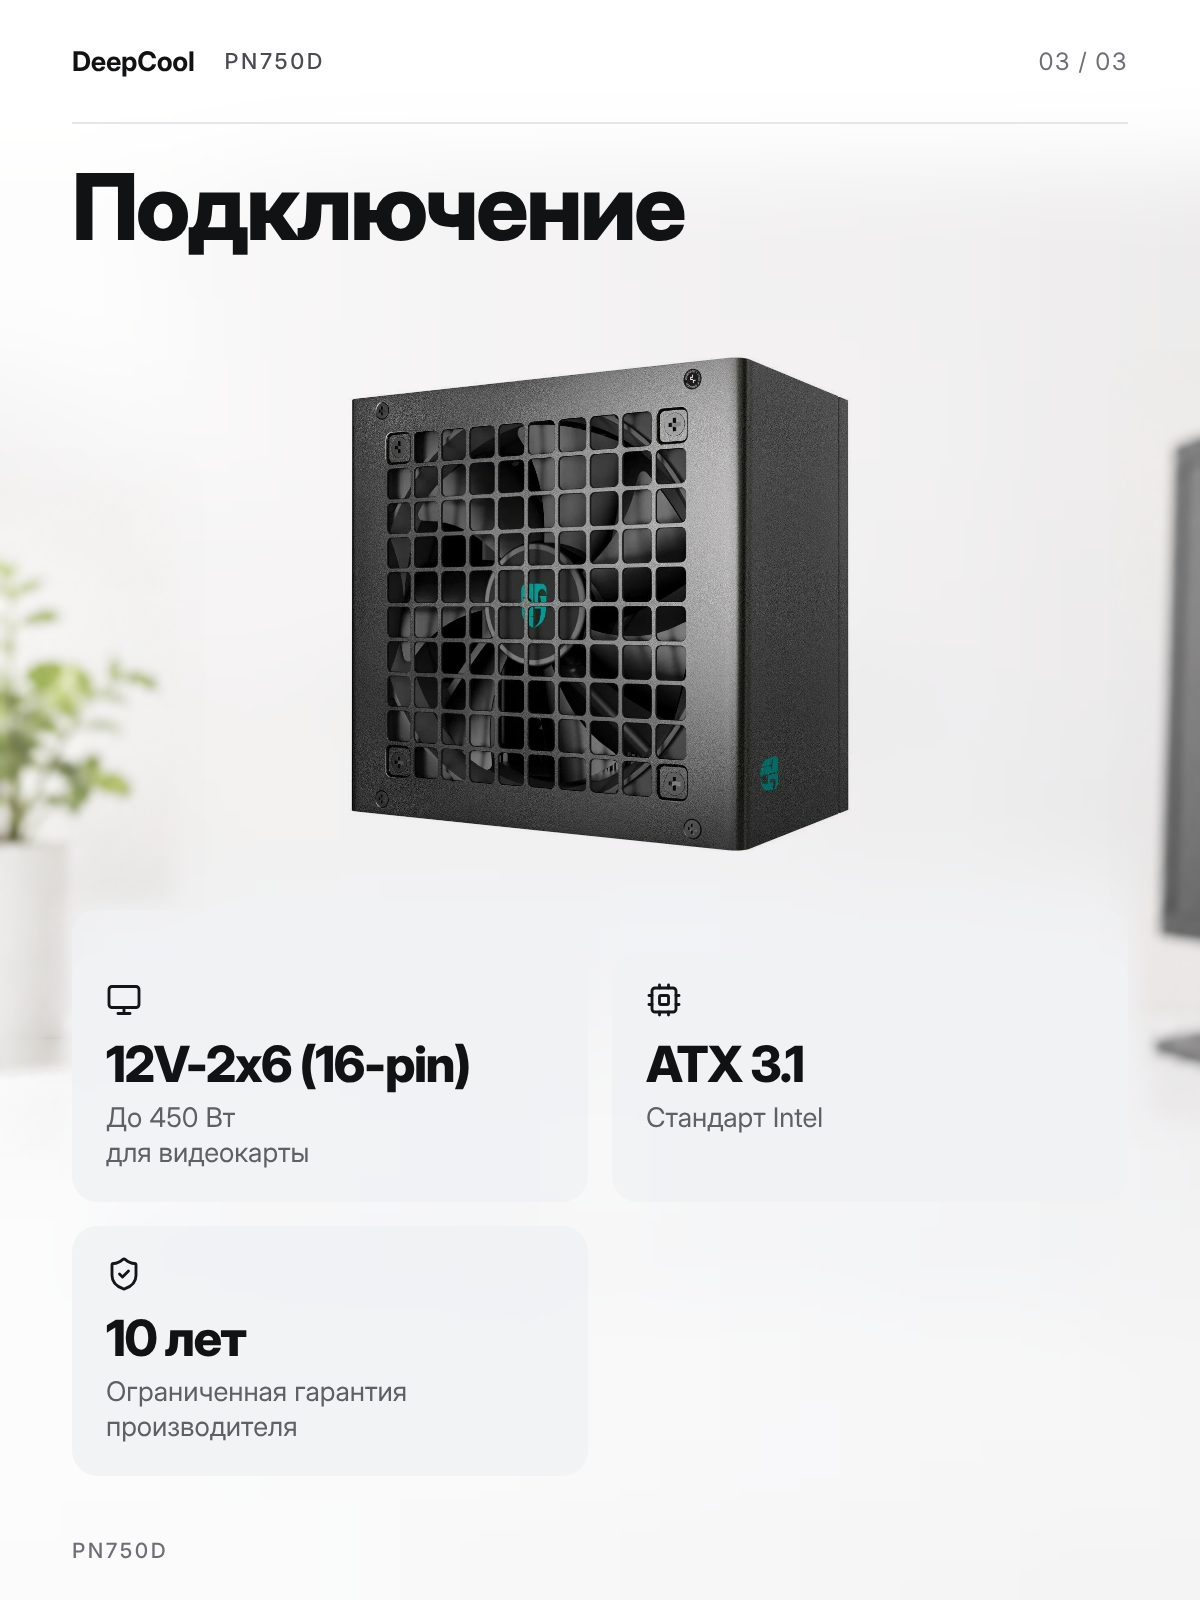 DeepCool PN750D 03 / 03
Подключение
12V-2x6 (16-pin)
До 450 Вт
для видеокарты
ATX 3.1
Стандарт Intel
10 лет
Ограниченная гарантия
производителя
PN750D